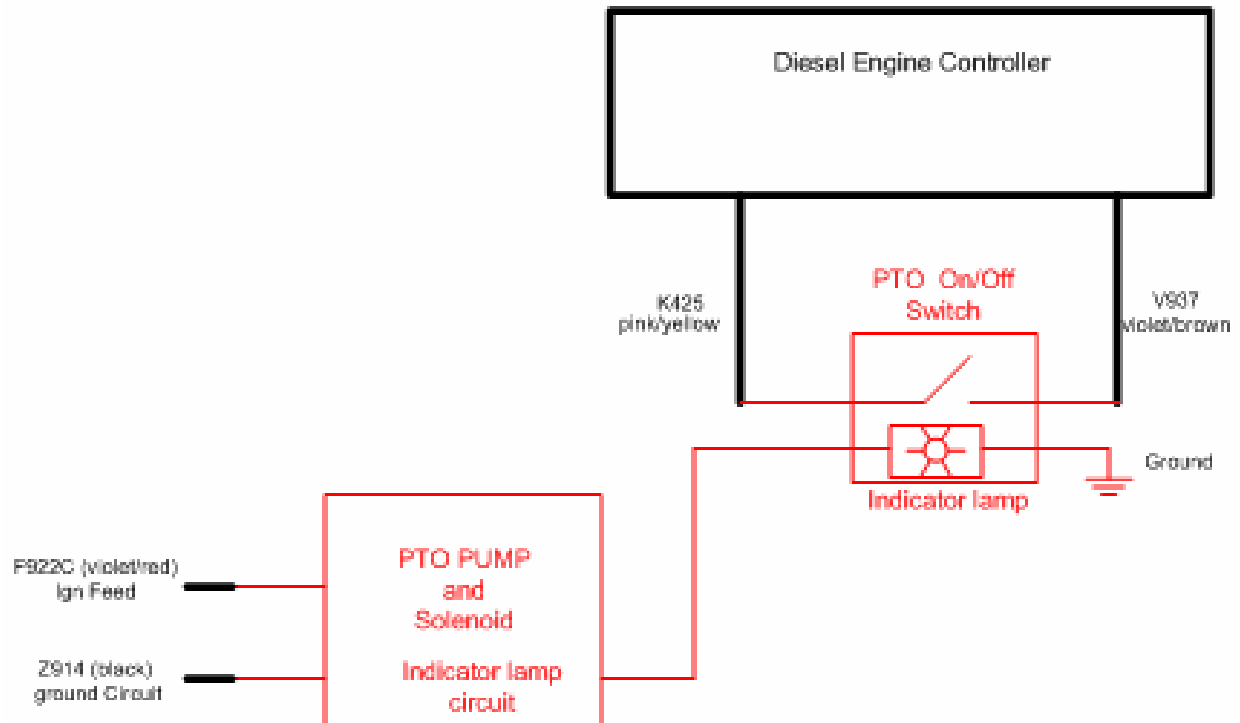 Diesel Engine Controller
PTO On/Off
Switch
K425
pink/yellow
V937
violet/brown
Ground
Indicator lamp
F922C (violet/red)
Ign Feed
PTO PUMP
and
Solenoid
Z914 (black)
ground Circuit
Indicator lamp
circuit